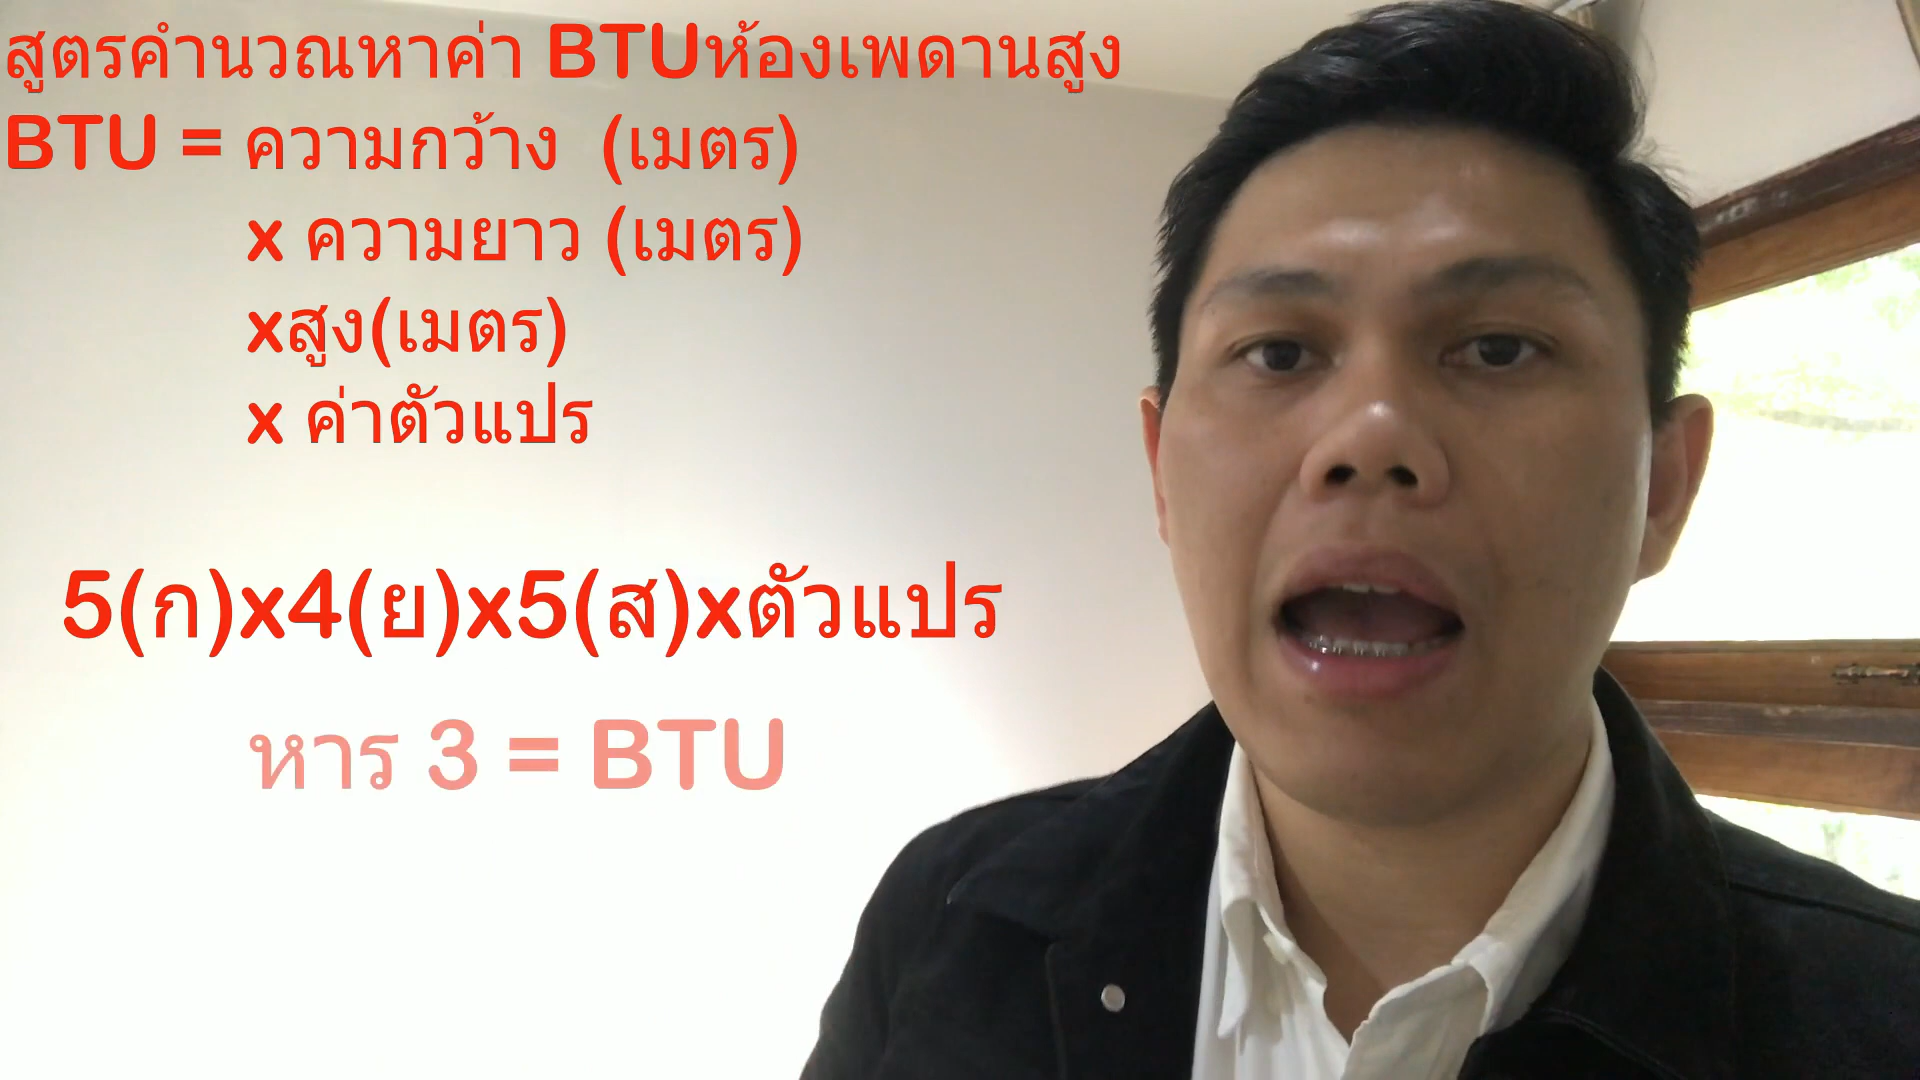 สูตรคำนวณหาค่า BTUห้องเพดานสูง
BTU = ความกว้าง (เมตร)
x ความยาว (เมตร)
xสูง(เมตร)
x ค่าตัวแปร
5(ก)x4(ย)x5(ส)xตัวแปร
หาร 3 = BTU